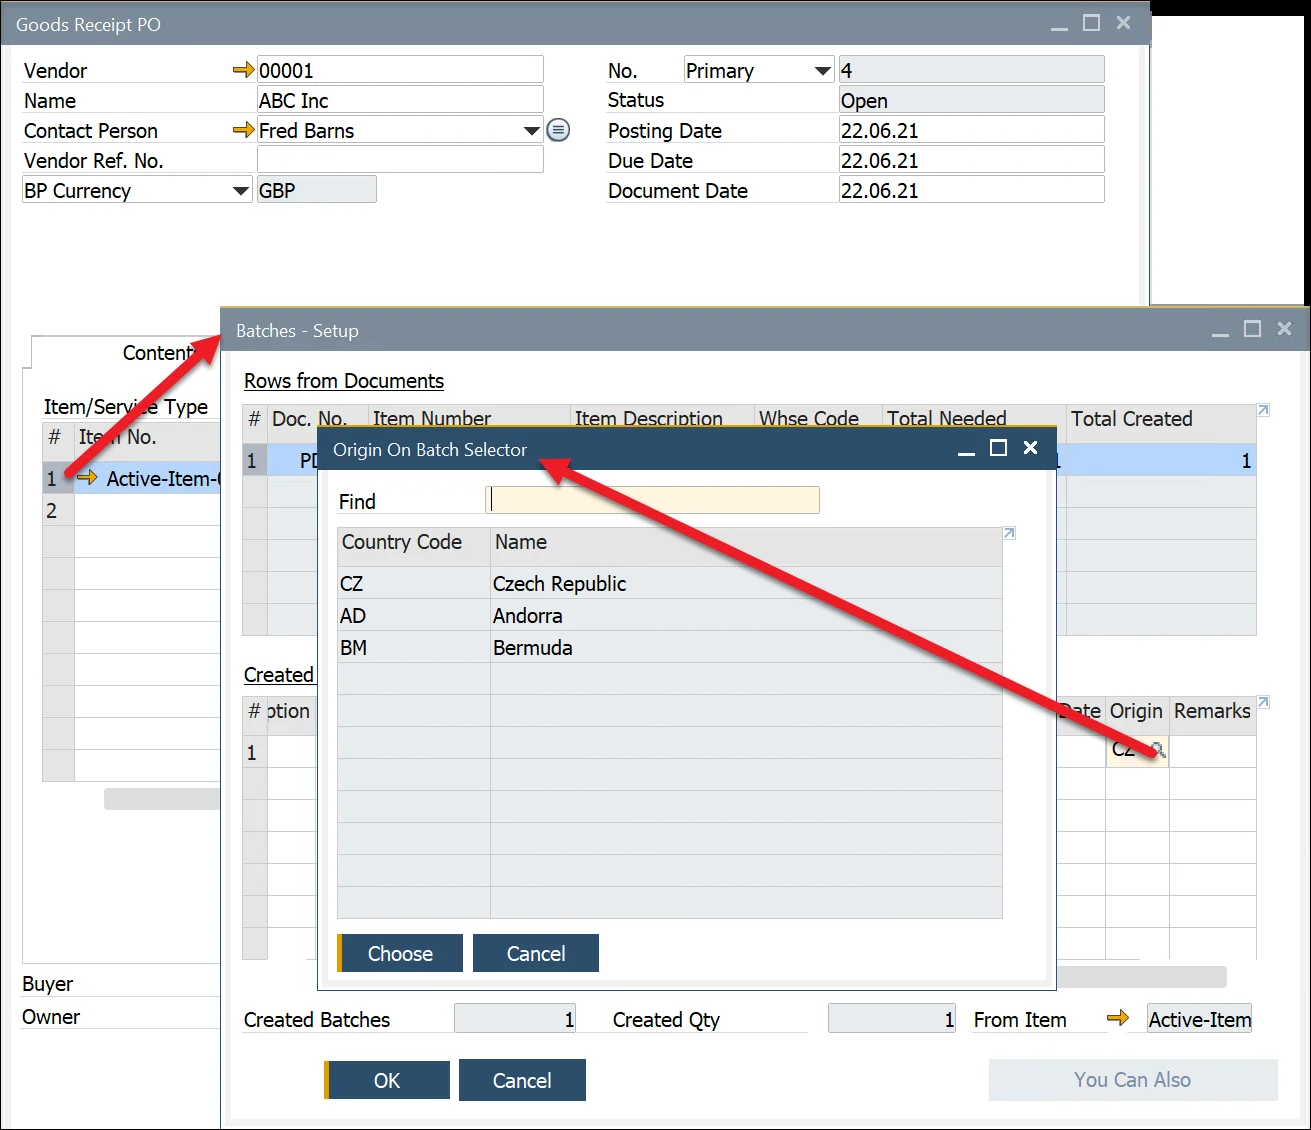 Goods Receipt PO
Vendor 00001
Name ABC Inc
Contact Person Fred Barns
Vendor Ref. No.
BP Currency GBP
No. Primary 4
Status Open
Posting Date 22.06.21
Due Date 22.06.21
Document Date 22.06.21
Content
Item/Service Type
# Item No.
1 Active-Item-
2
Buyer
Owner
Batches - Setup
Rows from Documents
# Doc. No. Item Number Item Description Whse Code Total Needed Total Created
1 PD 1 1
Origin On Batch Selector
Find
Country Code Name
CZ Czech Republic
AD Andorra
BM Bermuda
Choose Cancel
Created
# ption Date Origin Remarks
1 CZ
Created Batches 1 Created Qty 1 From Item Active-Item
OK Cancel You Can Also